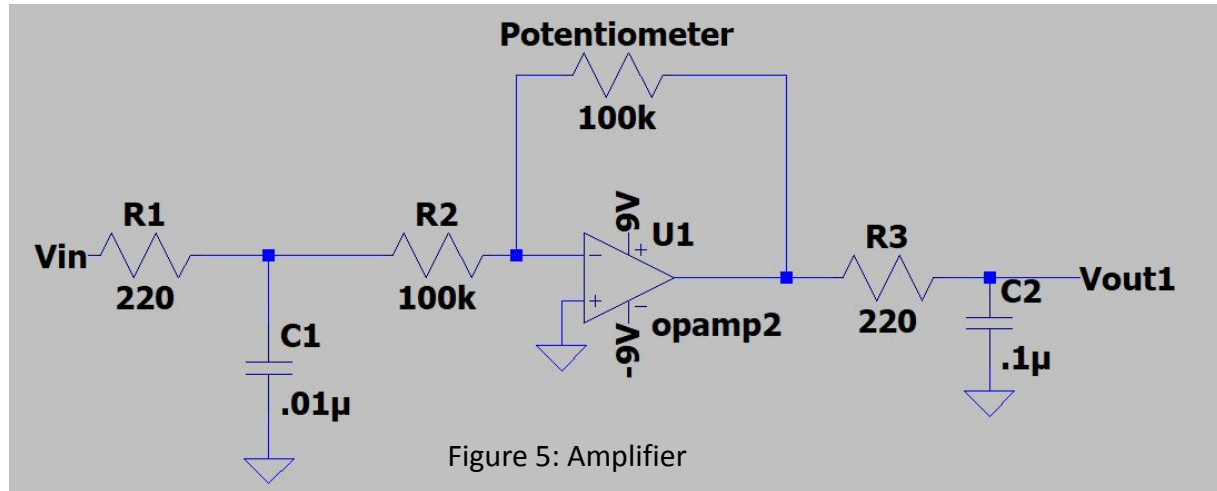 Potentiometer
100k
R1
R2
9V
U1
R3
Vin
Vout1
220
100k
220
C2
opamp2
-9V
C1
.1µ
.01µ
Figure 5: Amplifier